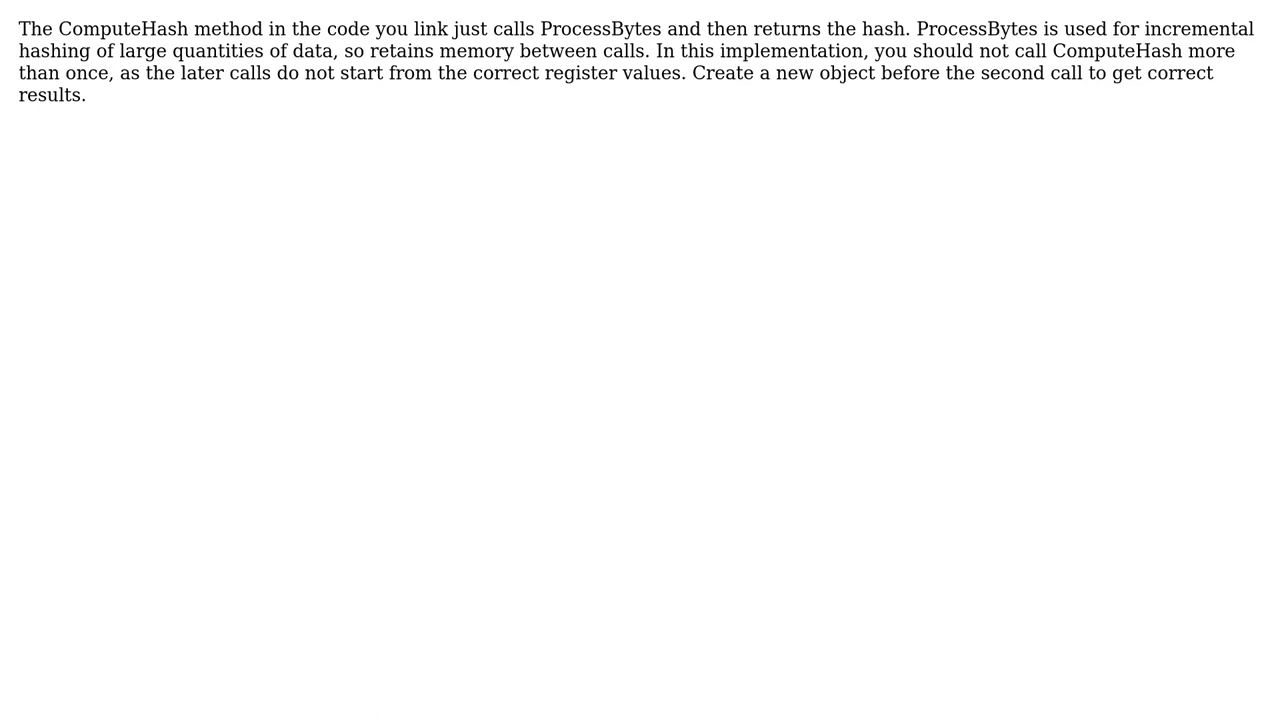 The ComputeHash method in the code you link just calls ProcessBytes and then returns the hash. ProcessBytes is used for incremental
hashing of large quantities of data, so retains memory between calls. In this implementation, you should not call ComputeHash more
than once, as the later calls do not start from the correct register values. Create a new object before the second call to get correct
results.